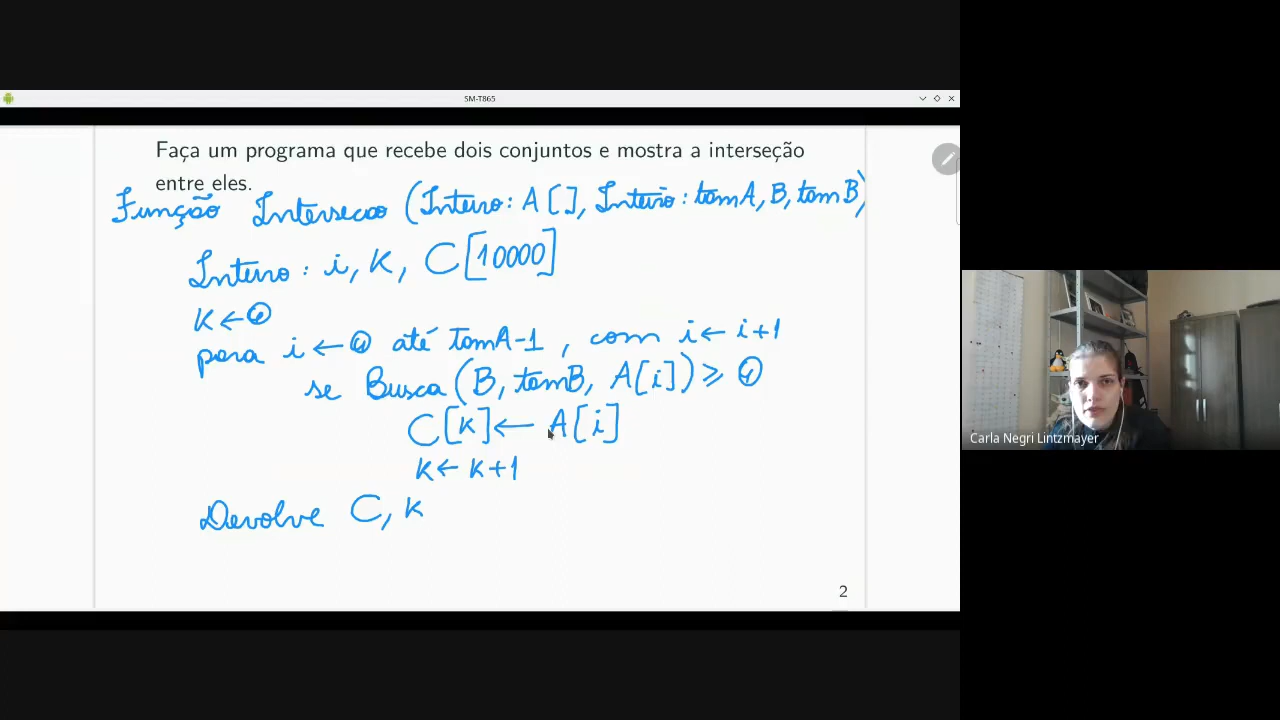 SM-T865
Faça um programa que recebe dois conjuntos e mostra a interseção
entre eles.
Função Intersecao (Inteiro: A[], Inteiro: tamA, B, tamB)
Inteiro: i, k, C[10000]
k ← 0
para i ← 0 até tamA-1, com i ← i+1
se Busca(B, tamB, A[i]) ≥ 0
C[k] ← A[i]
k ← k+1
Devolve C, k
2
Carla Negri Lintzmayer